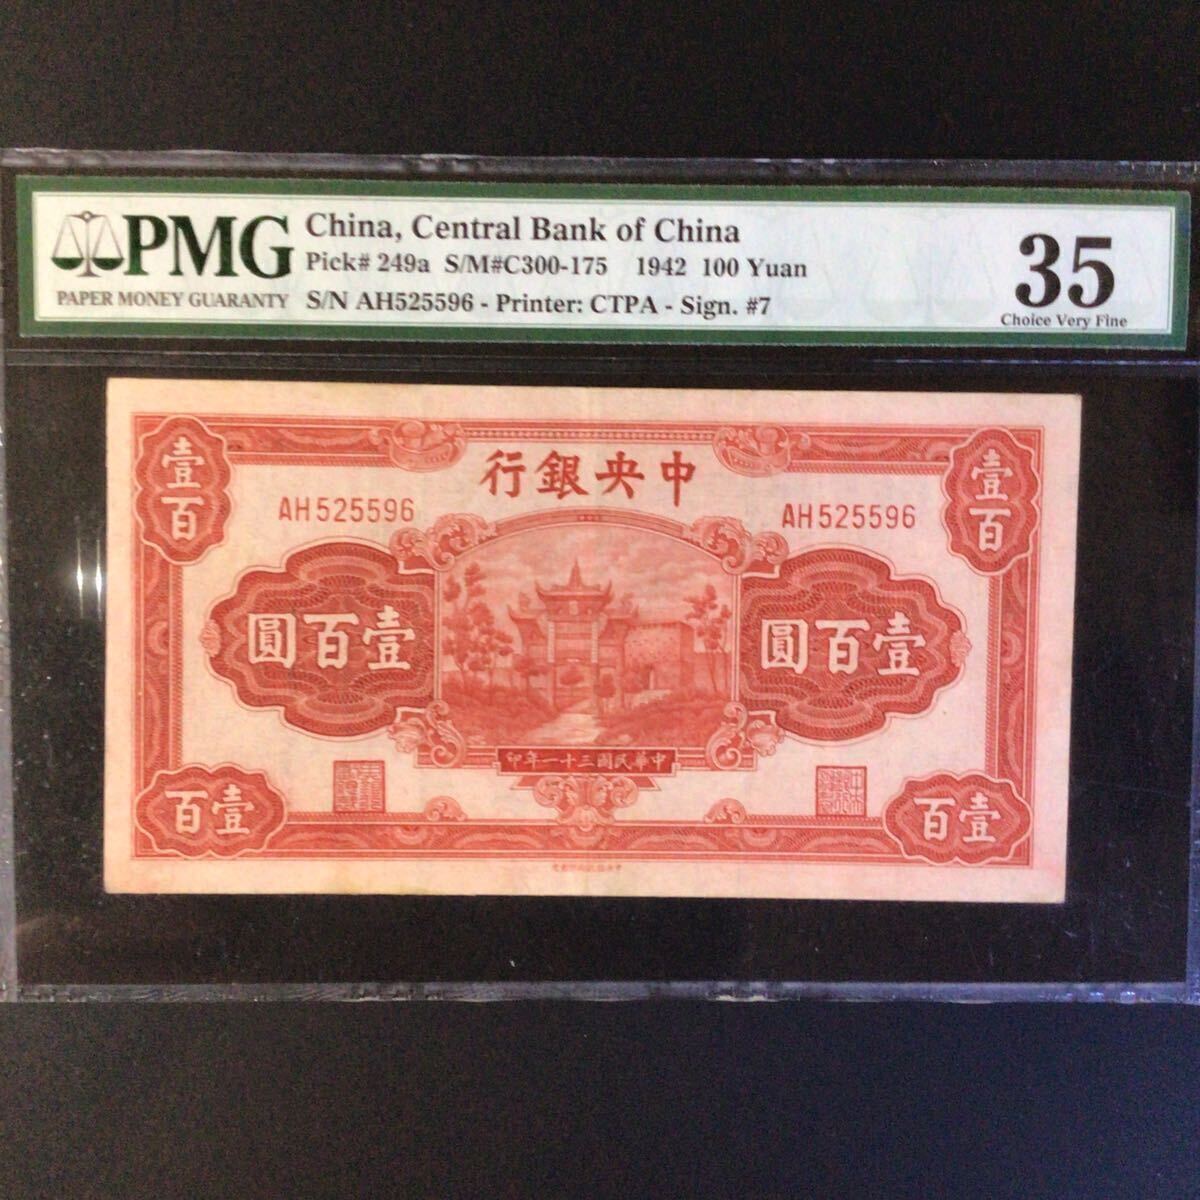 PMG
PAPER MONEY GUARANTY
China, Central Bank of China
Pick# 249a S/M#C300-175 1942 100 Yuan
S/N AH525596 - Printer: CTPA - Sign. #7
35
Choice Very Fine
壹百
行銀央中
壹百
AH525596
AH525596
圓百壹
圓百壹
印年一十三國民華中
百壹
百壹